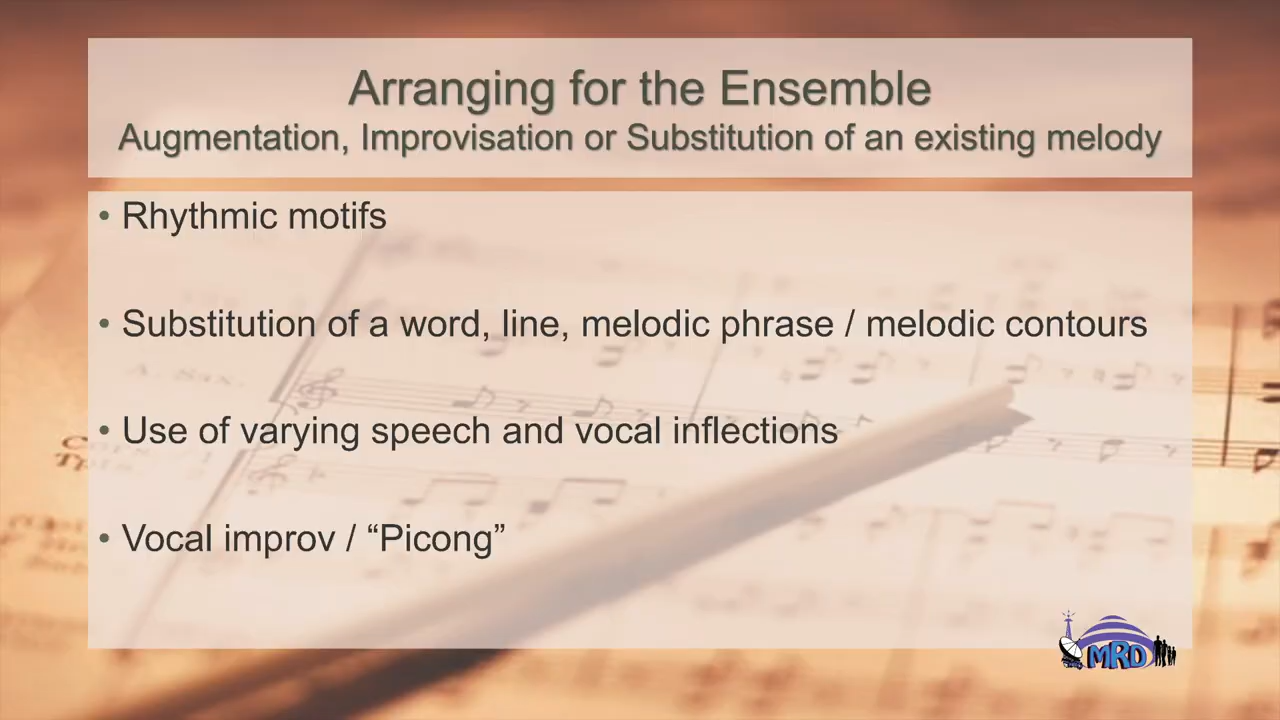 Arranging for the Ensemble
Augmentation, Improvisation or Substitution of an existing melody
• Rhythmic motifs
• Substitution of a word, line, melodic phrase / melodic contours
• Use of varying speech and vocal inflections
• Vocal improv / “Picong”
A. Sax.
MRD